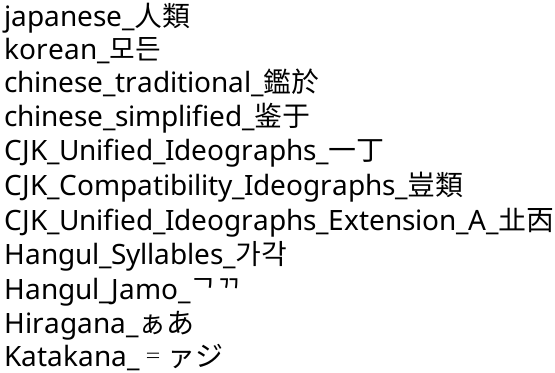 japanese_人類
korean_모든
chinese_traditional_鑑於
chinese_simplified_鉴于
CJK_Unified_Ideographs_一丁
CJK_Compatibility_Ideographs_豈類
CJK_Unified_Ideographs_Extension_A_㐀㐁
Hangul_Syllables_가각
Hangul_Jamo_ᄀᄁ
Hiragana_ぁあ
Katakana_゠ァジ